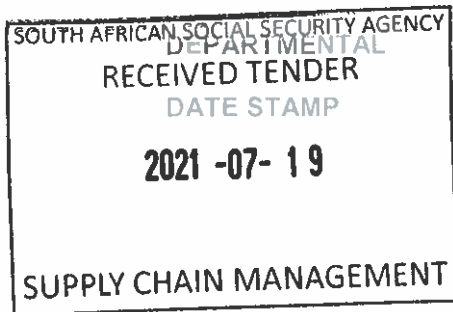 SOUTH AFRICAN SOCIAL SECURITY AGENCY
DEPARTMENTAL
RECEIVED TENDER
DATE STAMP
2021 -07- 19
SUPPLY CHAIN MANAGEMENT